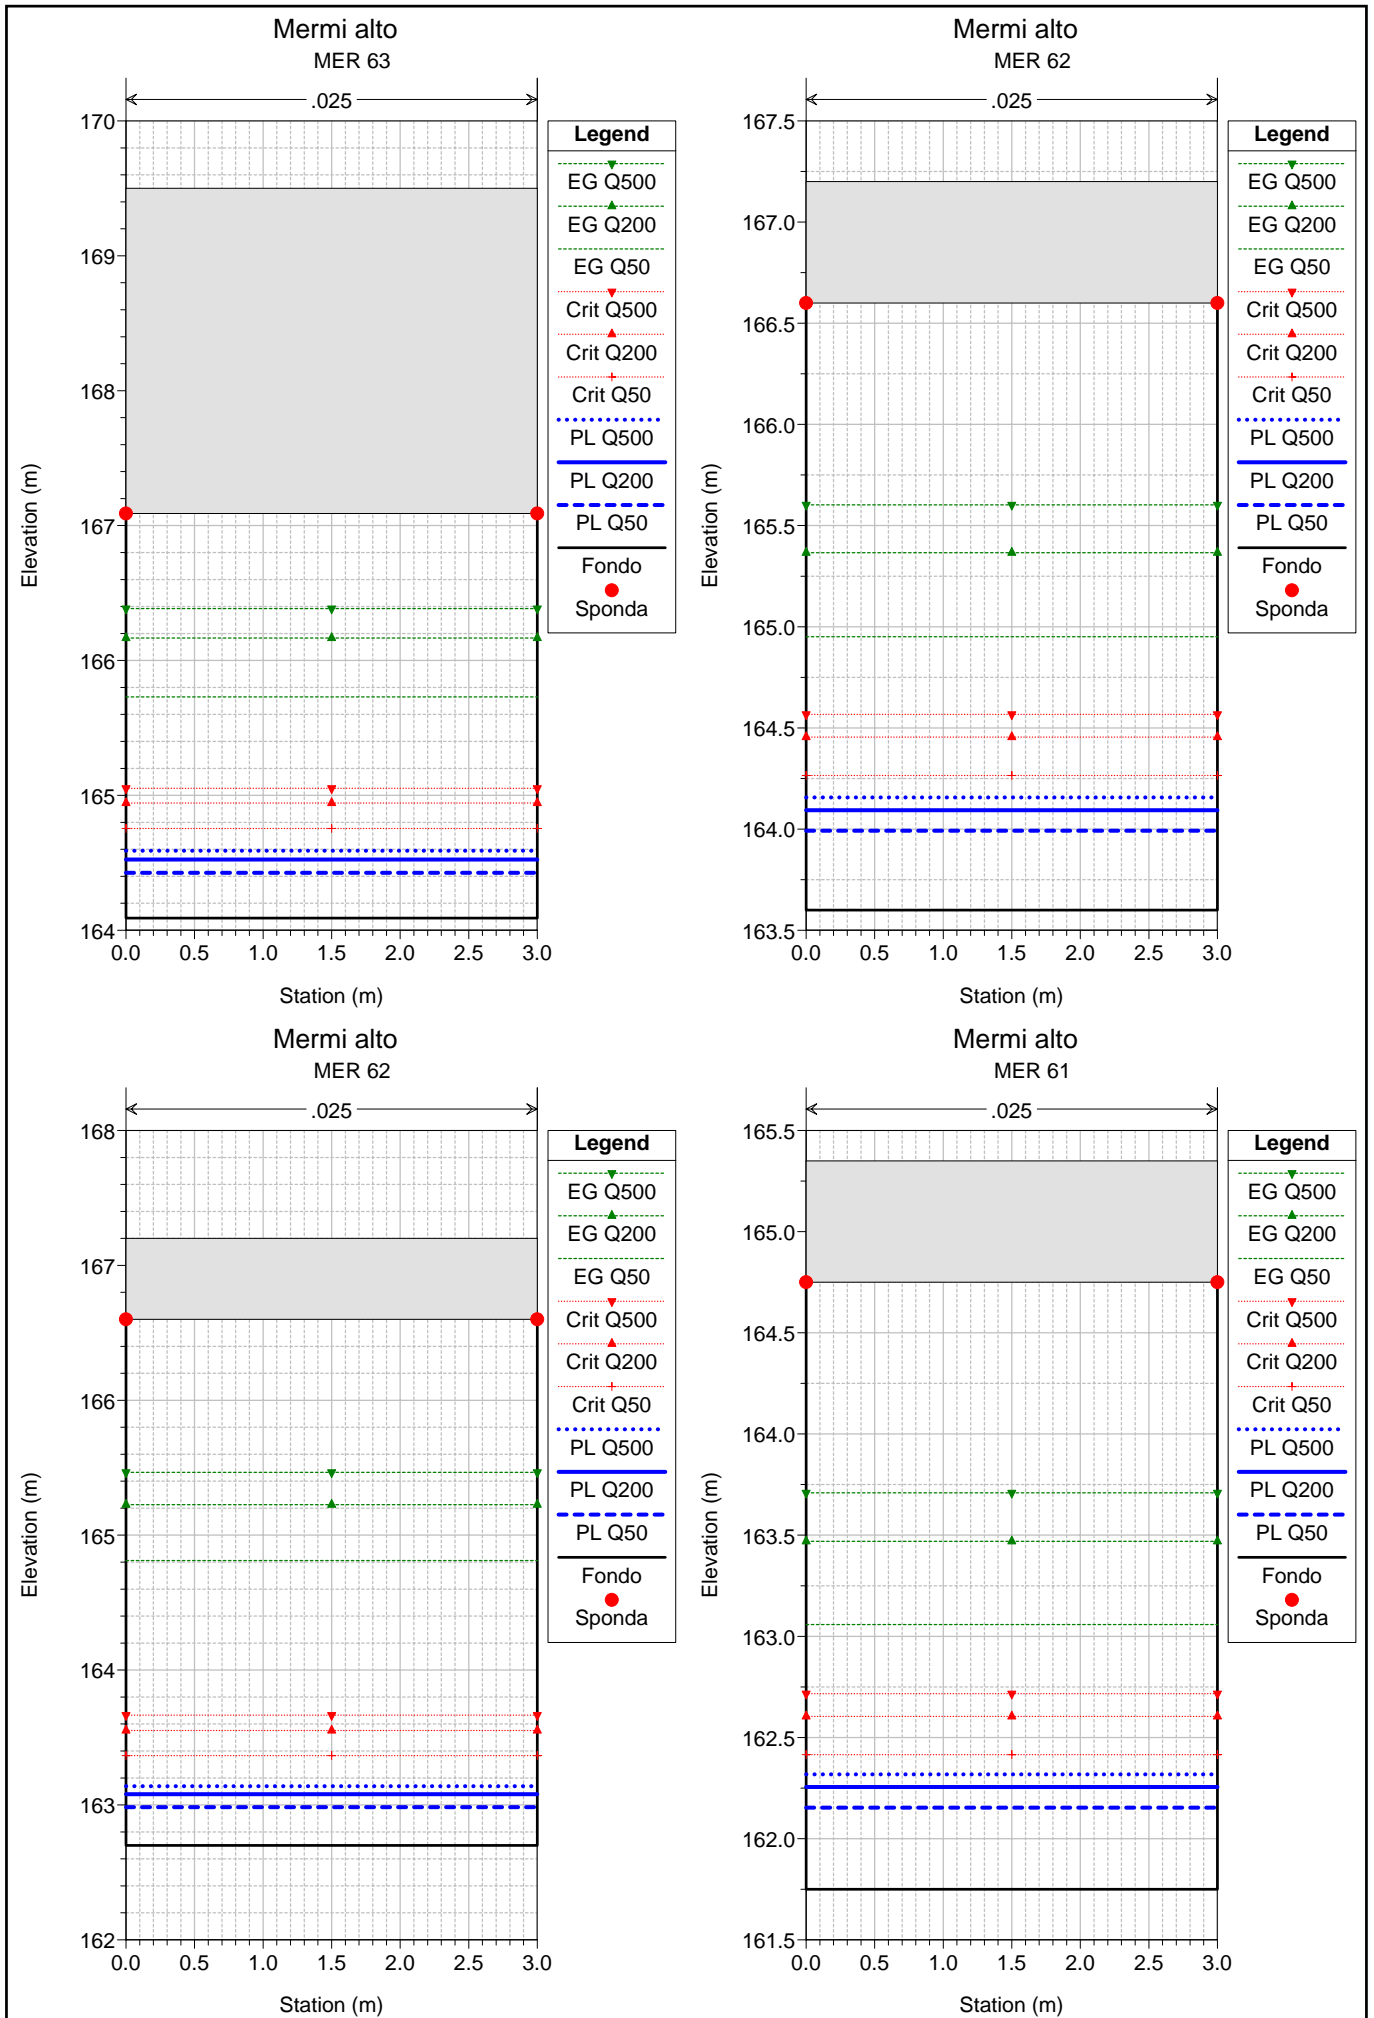 Mermi alto
MER 63
.025
170
169
168
167
166
165
164
0.0 0.5 1.0 1.5 2.0 2.5 3.0
Station (m)
Elevation (m)
Legend
EG Q500
EG Q200
EG Q50
Crit Q500
Crit Q200
Crit Q50
PL Q500
PL Q200
PL Q50
Fondo
Sponda
Mermi alto
MER 62
.025
167.5
167.0
166.5
166.0
165.5
165.0
164.5
164.0
163.5
0.0 0.5 1.0 1.5 2.0 2.5 3.0
Station (m)
Elevation (m)
Legend
EG Q500
EG Q200
EG Q50
Crit Q500
Crit Q200
Crit Q50
PL Q500
PL Q200
PL Q50
Fondo
Sponda
Mermi alto
MER 62
.025
168
167
166
165
164
163
162
0.0 0.5 1.0 1.5 2.0 2.5 3.0
Station (m)
Elevation (m)
Legend
EG Q500
EG Q200
EG Q50
Crit Q500
Crit Q200
Crit Q50
PL Q500
PL Q200
PL Q50
Fondo
Sponda
Mermi alto
MER 61
.025
165.5
165.0
164.5
164.0
163.5
163.0
162.5
162.0
161.5
0.0 0.5 1.0 1.5 2.0 2.5 3.0
Station (m)
Elevation (m)
Legend
EG Q500
EG Q200
EG Q50
Crit Q500
Crit Q200
Crit Q50
PL Q500
PL Q200
PL Q50
Fondo
Sponda